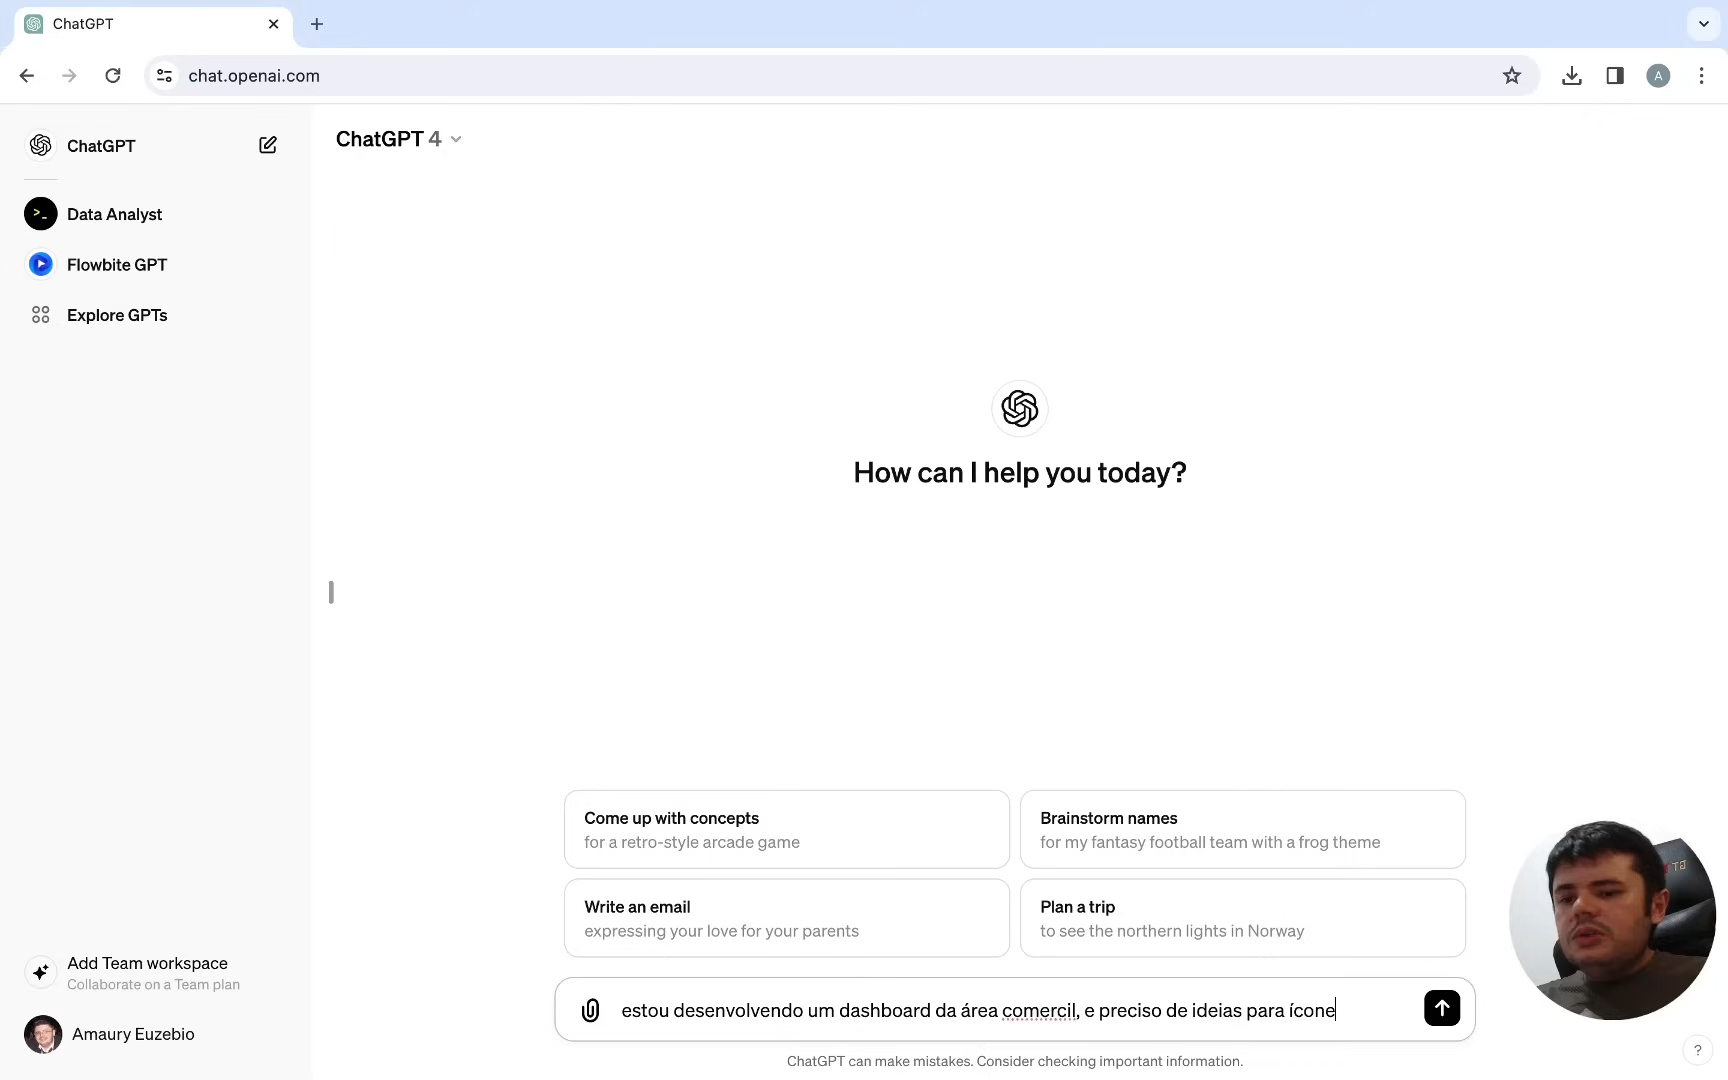 ChatGPT
chat.openai.com
A
ChatGPT
ChatGPT 4
Data Analyst
Flowbite GPT
Explore GPTs
How can I help you today?
Come up with concepts
for a retro-style arcade game
Brainstorm names
for my fantasy football team with a frog theme
Write an email
expressing your love for your parents
Plan a trip
to see the northern lights in Norway
Add Team workspace
Collaborate on a Team plan
estou desenvolvendo um dashboard da área comercil, e preciso de ideias para ícone
Amaury Euzebio
ChatGPT can make mistakes. Consider checking important information.
?